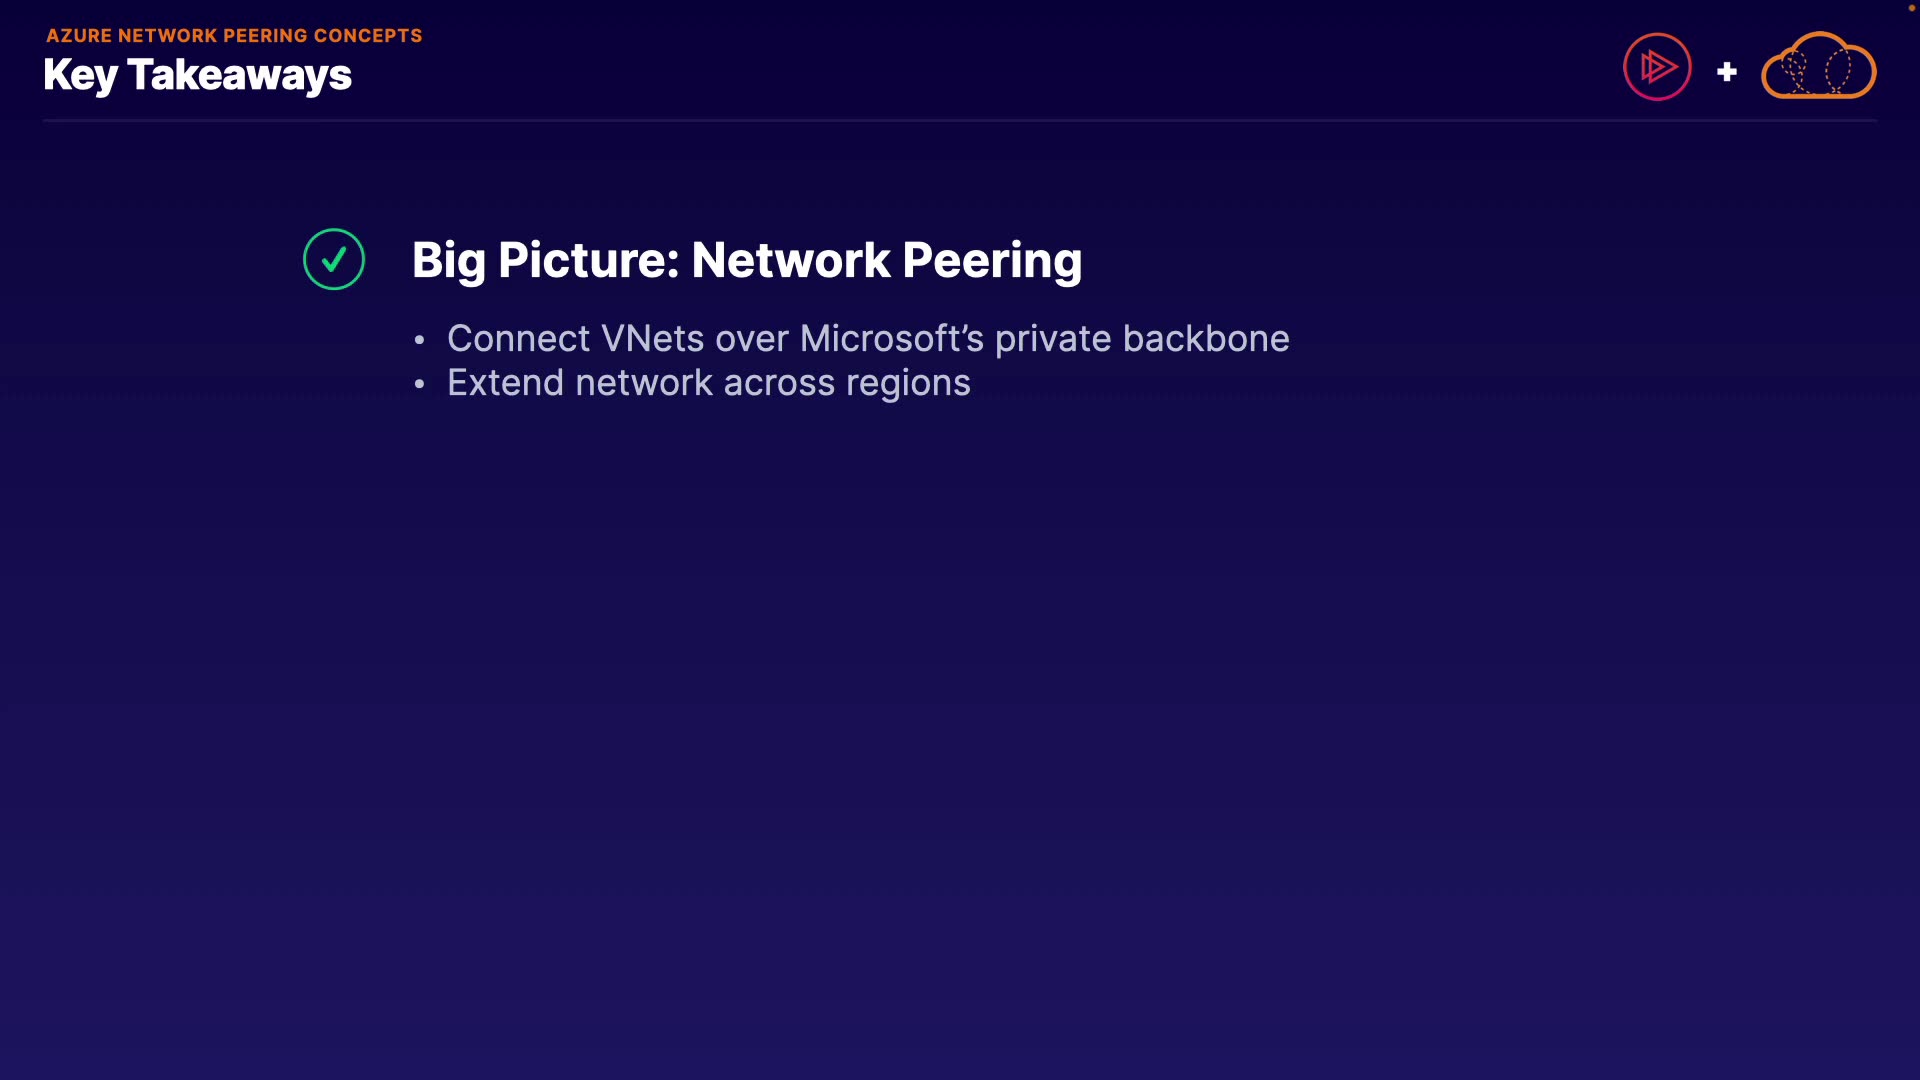 AZURE NETWORK PEERING CONCEPTS
Key Takeaways
+
Big Picture: Network Peering
• Connect VNets over Microsoft’s private backbone
• Extend network across regions